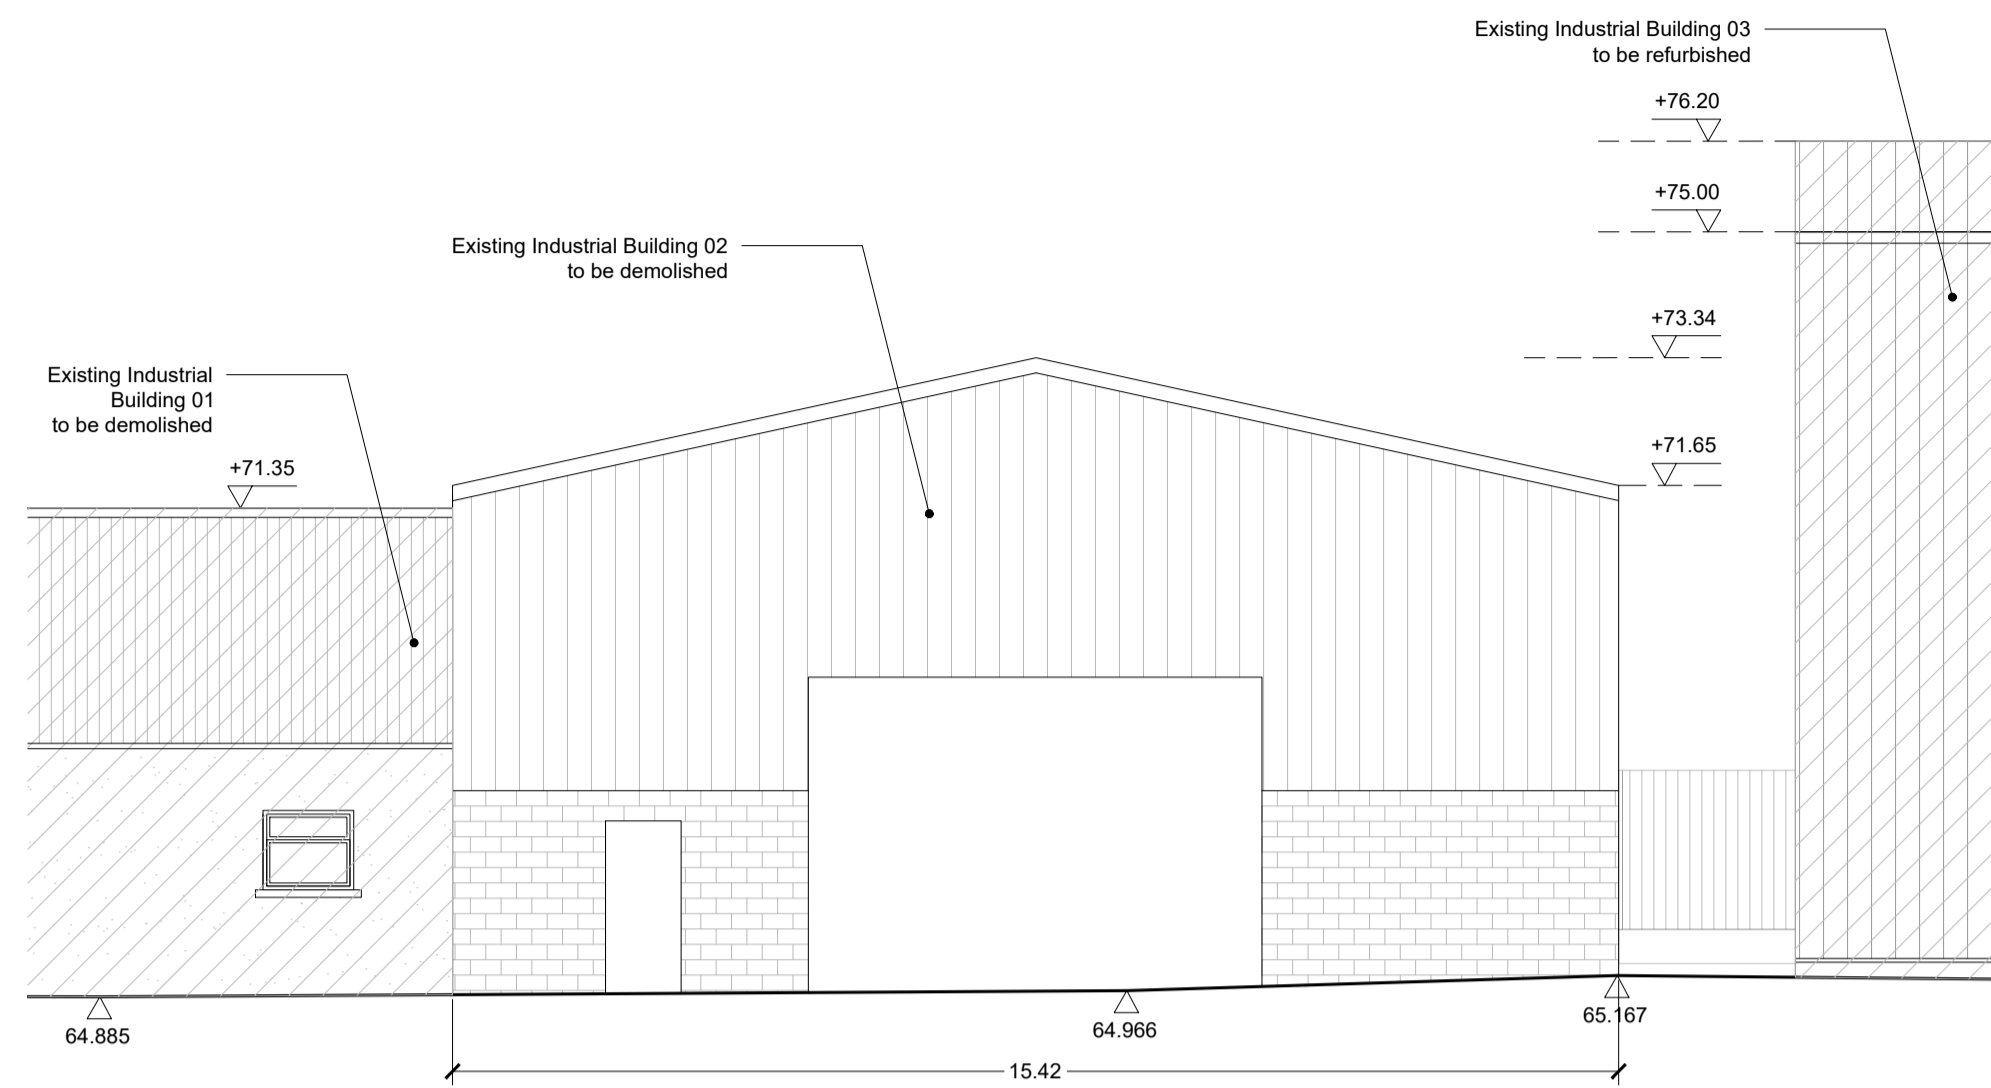 Existing Industrial Building 03
to be refurbished
+76.20
+75.00
Existing Industrial Building 02
to be demolished
+73.34
Existing Industrial
Building 01
to be demolished
+71.35
+71.65
64.885
64.966
65.167
15.42